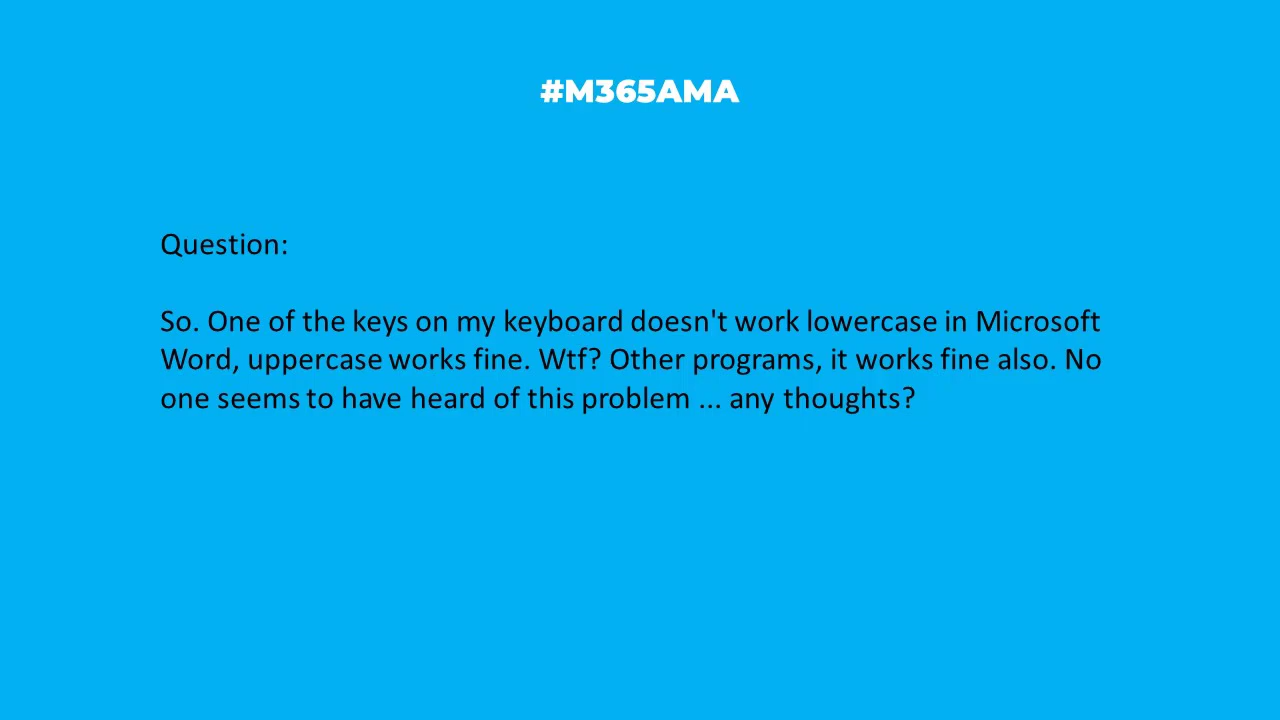 #M365AMA
Question:
So. One of the keys on my keyboard doesn't work lowercase in Microsoft
Word, uppercase works fine. Wtf? Other programs, it works fine also. No
one seems to have heard of this problem ... any thoughts?